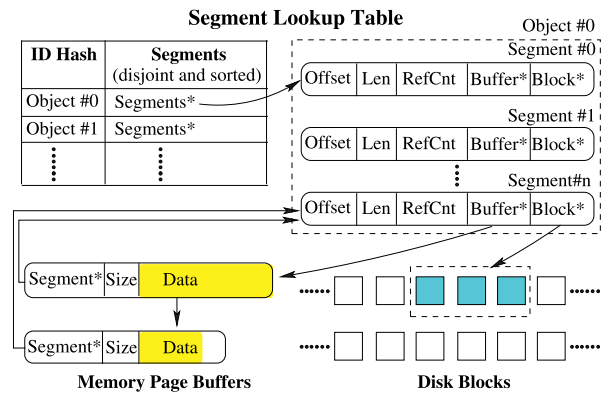 Segment Lookup Table
ID Hash
Segments
(disjoint and sorted)
Object #0
Segments*
Object #1
Segments*
Object #0
Segment #0
Offset Len RefCnt Buffer* Block*
Segment #1
Offset Len RefCnt Buffer* Block*
Segment#n
Offset Len RefCnt Buffer* Block*
Segment* Size Data
Segment* Size Data
Memory Page Buffers
Disk Blocks